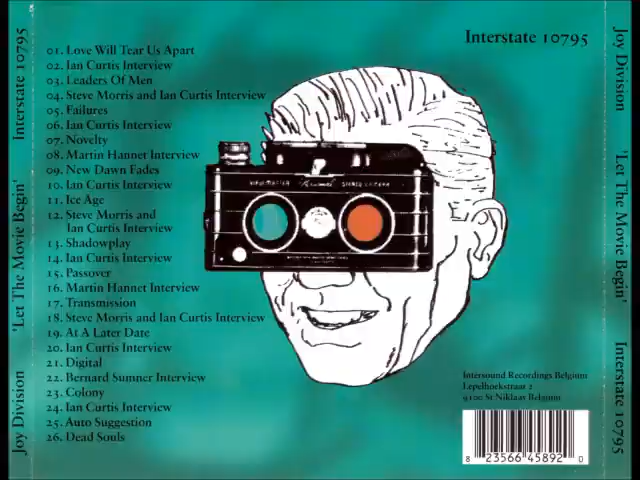 Interstate 10795
Joy Division 'Let The Movie Begin' Interstate 10795
01. Love Will Tear Us Apart
02. Ian Curtis Interview
03. Leaders Of Men
04. Steve Morris and Ian Curtis Interview
05. Failures
06. Ian Curtis Interview
07. Novelty
08. Martin Hannet Interview
09. New Dawn Fades
10. Ian Curtis Interview
11. Ice Age
12. Steve Morris and
Ian Curtis Interview
13. Shadowplay
14. Ian Curtis Interview
15. Passover
16. Martin Hannet Interview
17. Transmission
18. Steve Morris and Ian Curtis Interview
19. At A Later Date
20. Ian Curtis Interview
21. Digital
22. Bernard Sumner Interview
23. Colony
24. Ian Curtis Interview
25. Auto Suggestion
26. Dead Souls
STEREO CAMERA
Intersound Recordings Belgium
Lepelhoekstraat 2
9100 St Niklaas Belgium
8 23566 45892 0
Joy Division 'Let The Movie Begin' Interstate 10795